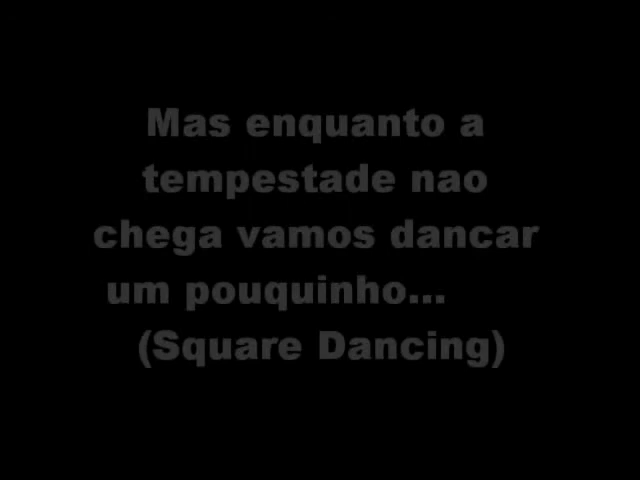 Mas enquanto a
tempestade nao
chega vamos dancar
um pouquinho...
(Square Dancing)